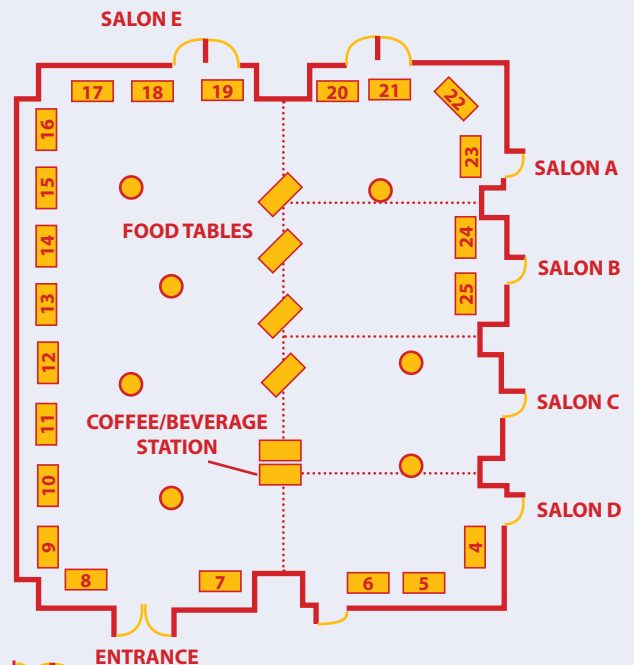 SALON E
17
18
19
20
21
22
16
23
SALON A
15
FOOD TABLES
24
14
SALON B
13
25
12
SALON C
11
COFFEE/BEVERAGE
STATION
10
SALON D
9
4
8
7
6
5
ENTRANCE